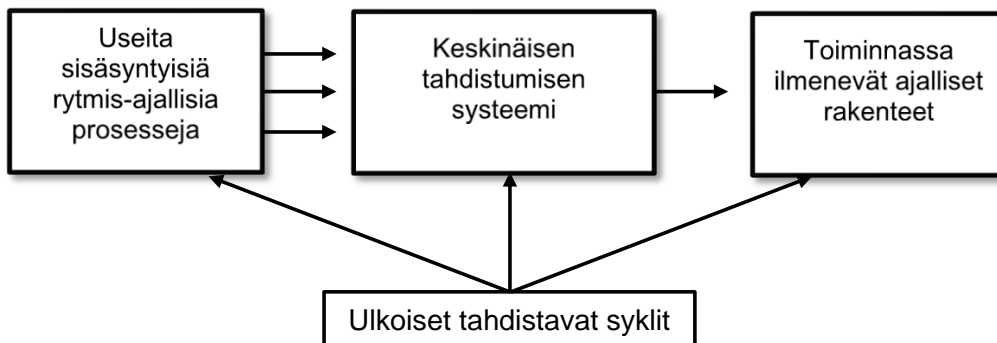 Useita
sisäsyntyisiä
rytmis-ajallisia
prosesseja
Keskinäisen
tahdistumisen
systeemi
Toiminnassa
ilmenevät ajalliset
rakenteet
Ulkoiset tahdistavat syklit